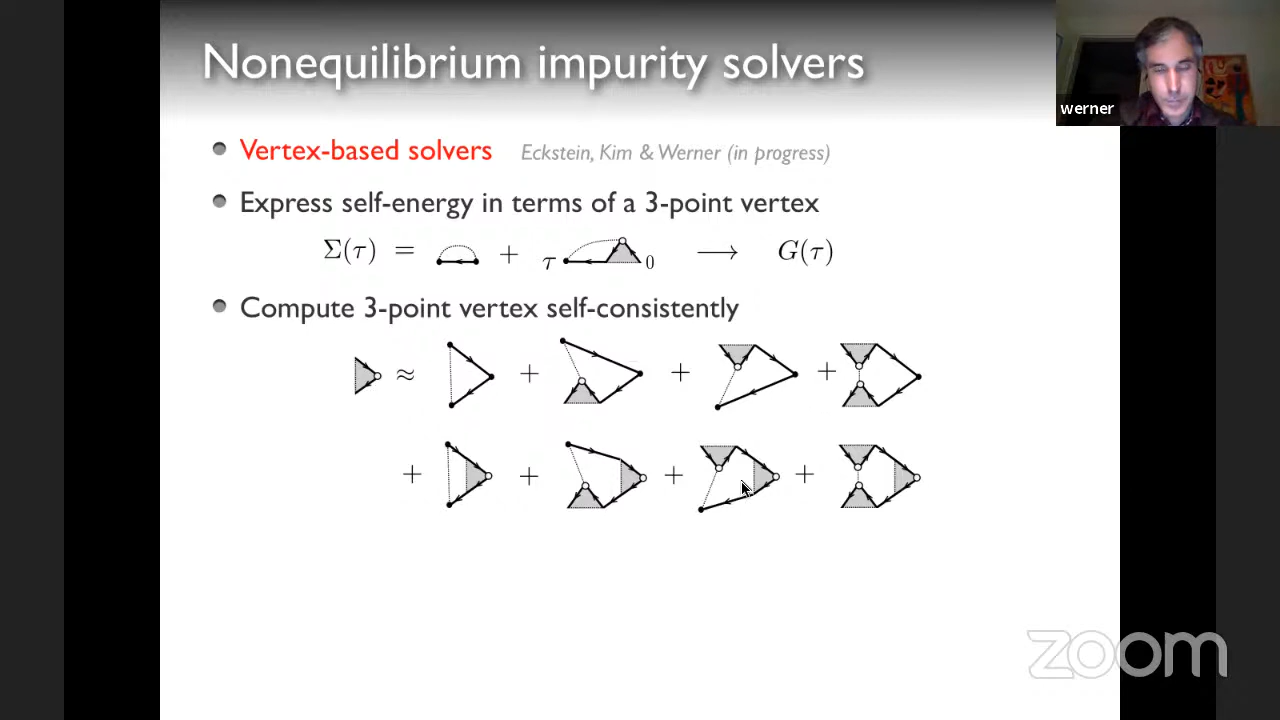 Nonequilibrium impurity solvers
werner
Vertex-based solvers Eckstein, Kim & Werner (in progress)
Express self-energy in terms of a 3-point vertex
Σ(τ) = + τ 0 ⟶ G(τ)
Compute 3-point vertex self-consistently
≈ + + +
+ + + +
zoom